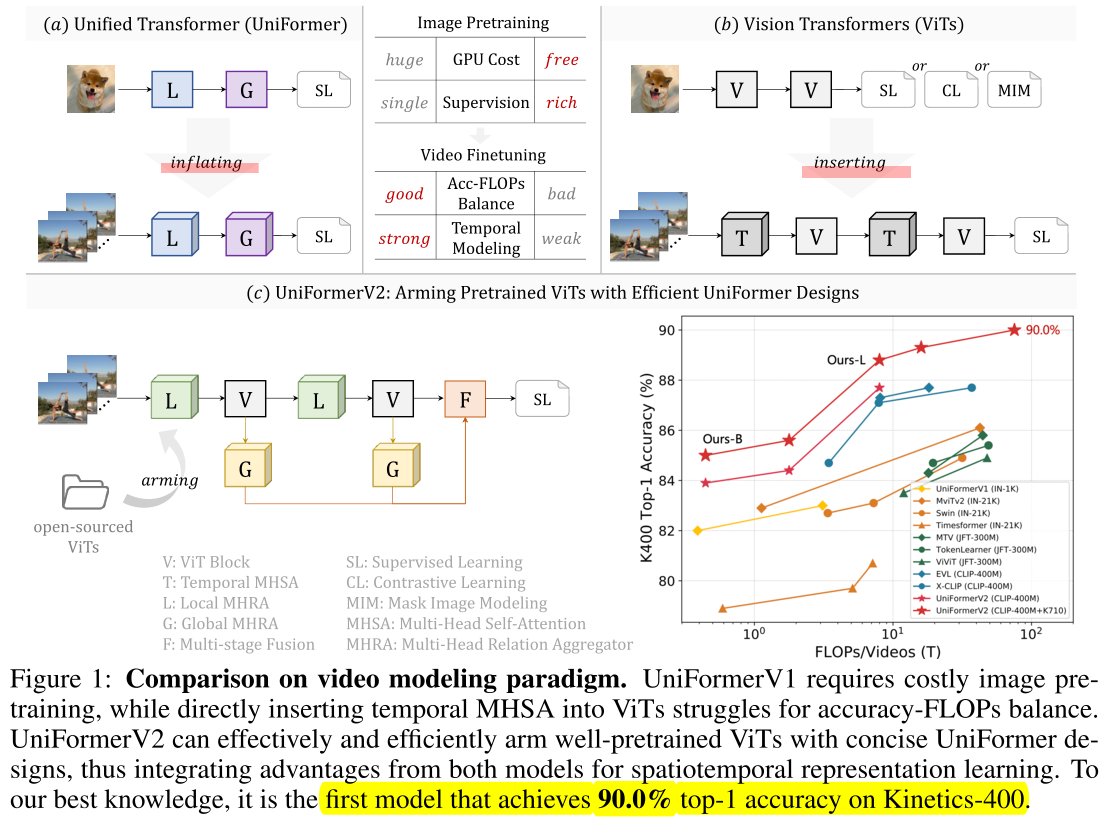 (a) Unified Transformer (UniFormer)
L
G
SL
inflating
L
G
SL
Image Pretraining
huge GPU Cost free
single Supervision rich
Video Finetuning
good Acc-FLOPs Balance bad
strong Temporal Modeling weak
(b) Vision Transformers (ViTs)
V
V
SL
or
CL
or
MIM
inserting
T
V
T
V
SL
(c) UniFormerV2: Arming Pretrained ViTs with Efficient UniFormer Designs
L
V
L
V
F
SL
G
G
arming
open-sourced
ViTs
V: ViT Block
T: Temporal MHSA
L: Local MHRA
G: Global MHRA
F: Multi-stage Fusion
SL: Supervised Learning
CL: Contrastive Learning
MIM: Mask Image Modeling
MHSA: Multi-Head Self-Attention
MHRA: Multi-Head Relation Aggregator
K400 Top-1 Accuracy (%)
90
88
86
84
82
80
90.0%
Ours-L
Ours-B
UniFormerV1 (IN-1K)
MViTv2 (IN-21K)
Swin (IN-21K)
Timesformer (IN-21K)
MTV (JFT-300M)
TokenLearner (JFT-300M)
ViViT (JFT-300M)
EVL (CLIP-400M)
X-CLIP (CLIP-400M)
UniFormerV2 (CLIP-400M)
UniFormerV2 (CLIP-400M+K710)
10⁰
10¹
10²
FLOPs/Videos (T)
Figure 1: Comparison on video modeling paradigm. UniFormerV1 requires costly image pre-
training, while directly inserting temporal MHSA into ViTs struggles for accuracy-FLOPs balance.
UniFormerV2 can effectively and efficiently arm well-pretrained ViTs with concise UniFormer de-
signs, thus integrating advantages from both models for spatiotemporal representation learning. To
our best knowledge, it is the first model that achieves 90.0% top-1 accuracy on Kinetics-400.